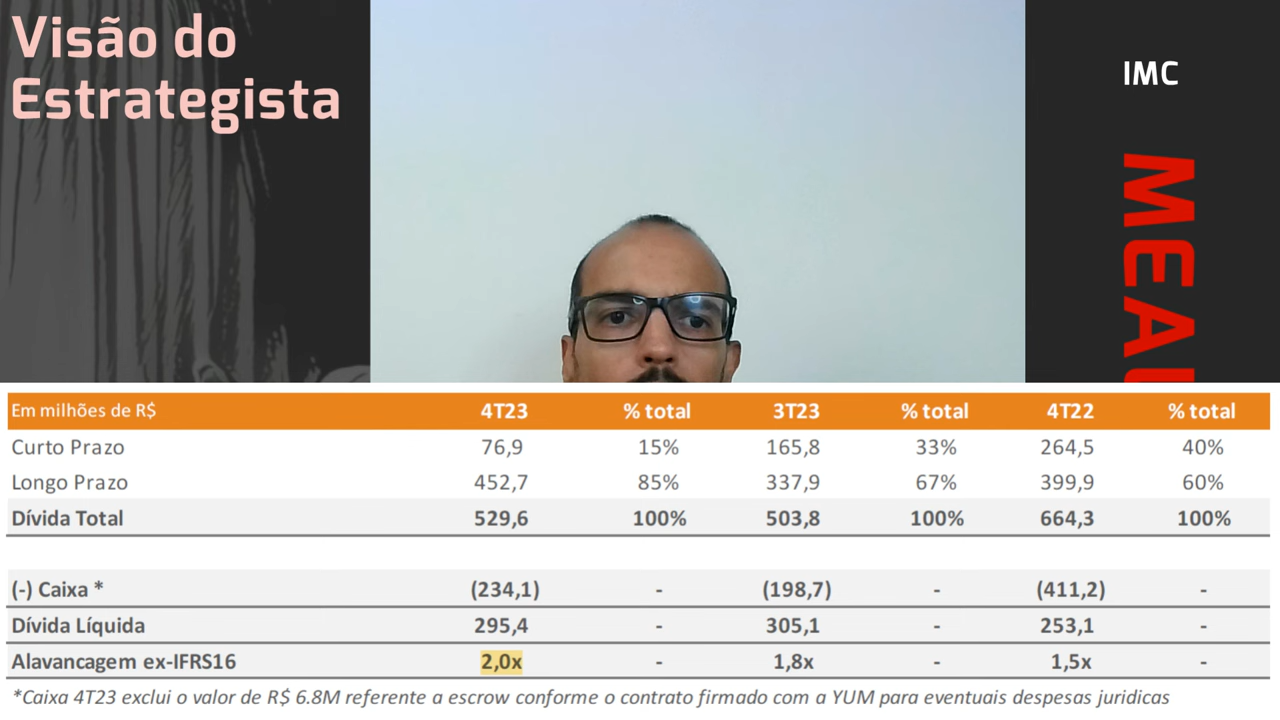 Visão do
Estrategista
IMC
MEAL
Em milhões de R$ 4T23 % total 3T23 % total 4T22 % total
Curto Prazo 76,9 15% 165,8 33% 264,5 40%
Longo Prazo 452,7 85% 337,9 67% 399,9 60%
Dívida Total 529,6 100% 503,8 100% 664,3 100%
(-) Caixa * (234,1) - (198,7) - (411,2) -
Dívida Líquida 295,4 - 305,1 - 253,1 -
Alavancagem ex-IFRS16 2,0x - 1,8x - 1,5x -
*Caixa 4T23 exclui o valor de R$ 6.8M referente a escrow conforme o contrato firmado com a YUM para eventuais despesas juridicas